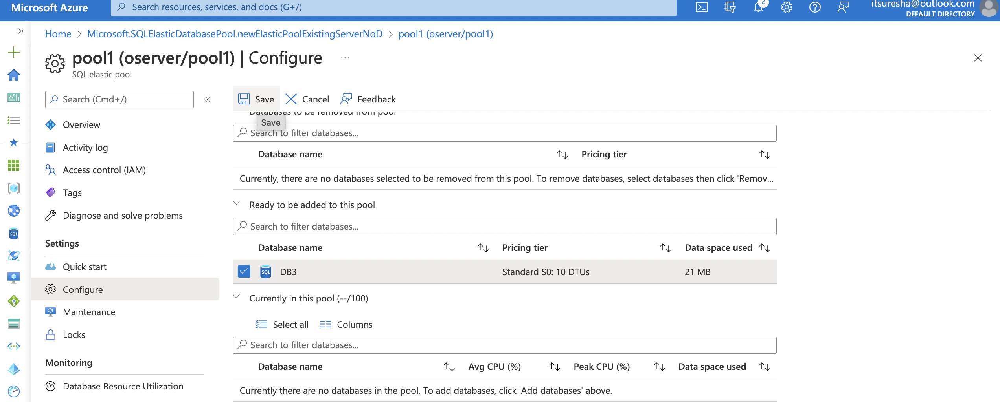 Microsoft Azure
Search resources, services, and docs (G+/)
2
itsuresha@outlook.com
DEFAULT DIRECTORY
Home > Microsoft.SQLElasticDatabasePool.newElasticPoolExistingServerNoD > pool1 (oserver/pool1)
pool1 (oserver/pool1) | Configure ...
SQL elastic pool
Search (Cmd+/)
Overview
Activity log
Access control (IAM)
Tags
Diagnose and solve problems
Settings
Quick start
Configure
Maintenance
Locks
Monitoring
Database Resource Utilization
SQL
Save Cancel Feedback
Databases to be removed from pool
Save
Search to filter databases...
Database name Pricing tier
Currently, there are no databases selected to be removed from this pool. To remove databases, select databases then click 'Remov...
Ready to be added to this pool
Search to filter databases...
Database name Pricing tier Data space used
SQL DB3 Standard S0: 10 DTUs 21 MB
Currently in this pool (--/100)
Select all Columns
Search to filter databases...
Database name Avg CPU (%) Peak CPU (%) Data space used
Currently there are no databases in the pool. To add databases, click 'Add databases' above.